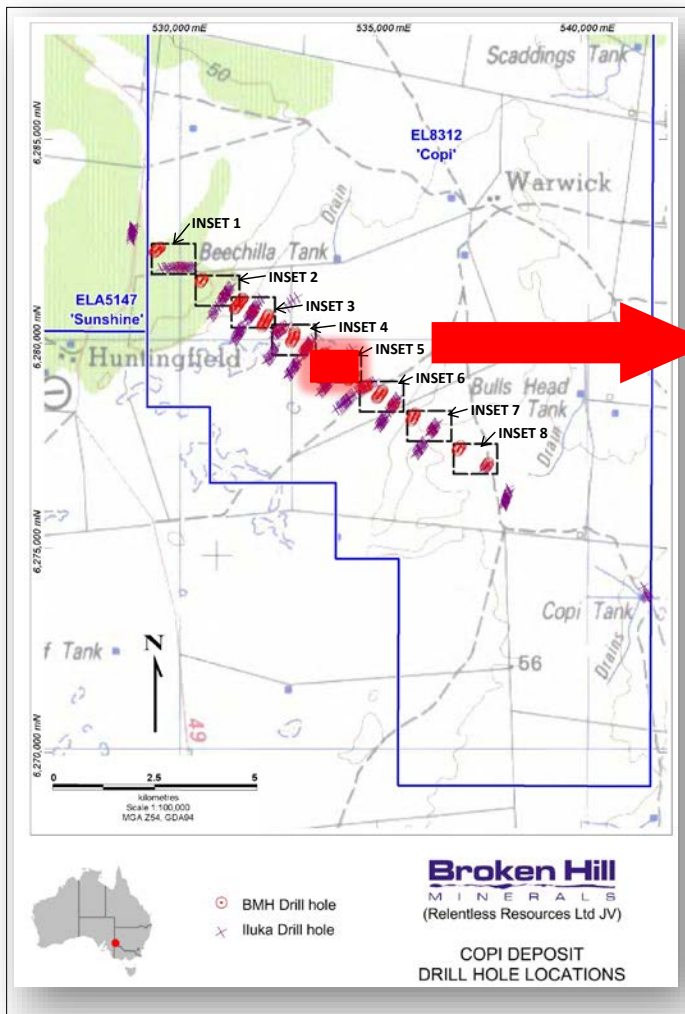 530,000 mE
535,000 mE
540,000 mE
50
Scaddings Tank
6,285,000 mN
EL8312
'Copi'
Warwick
Drain
INSET 1
Beechilla Tank
INSET 2
ELA5147
'Sunshine'
INSET 3
INSET 4
6,280,000 mN
Huntingfield
INSET 5
INSET 6
Bulls Head
Tank
INSET 7
Drain
INSET 8
6,275,000 mN
Copi Tank
Drains
N
f Tank
56
49
6,270,000 mN
0 2.5 5
kilometres
Scale 1:100,000
MGA Z54, GDA94
BMH Drill hole
Iluka Drill hole
Broken Hill
MINERALS
(Relentless Resources Ltd JV)
COPI DEPOSIT
DRILL HOLE LOCATIONS